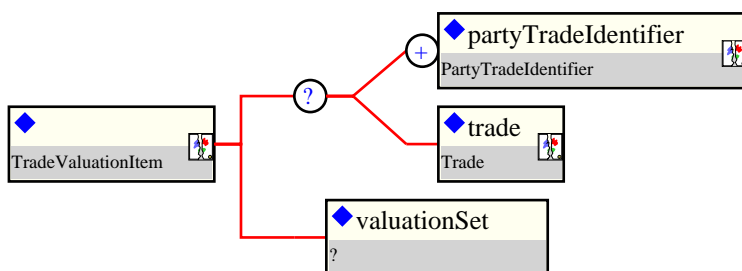 partyTradeIdentifier
+
PartyTradeIdentifier
?
trade
TradeValuationItem
Trade
valuationSet
?